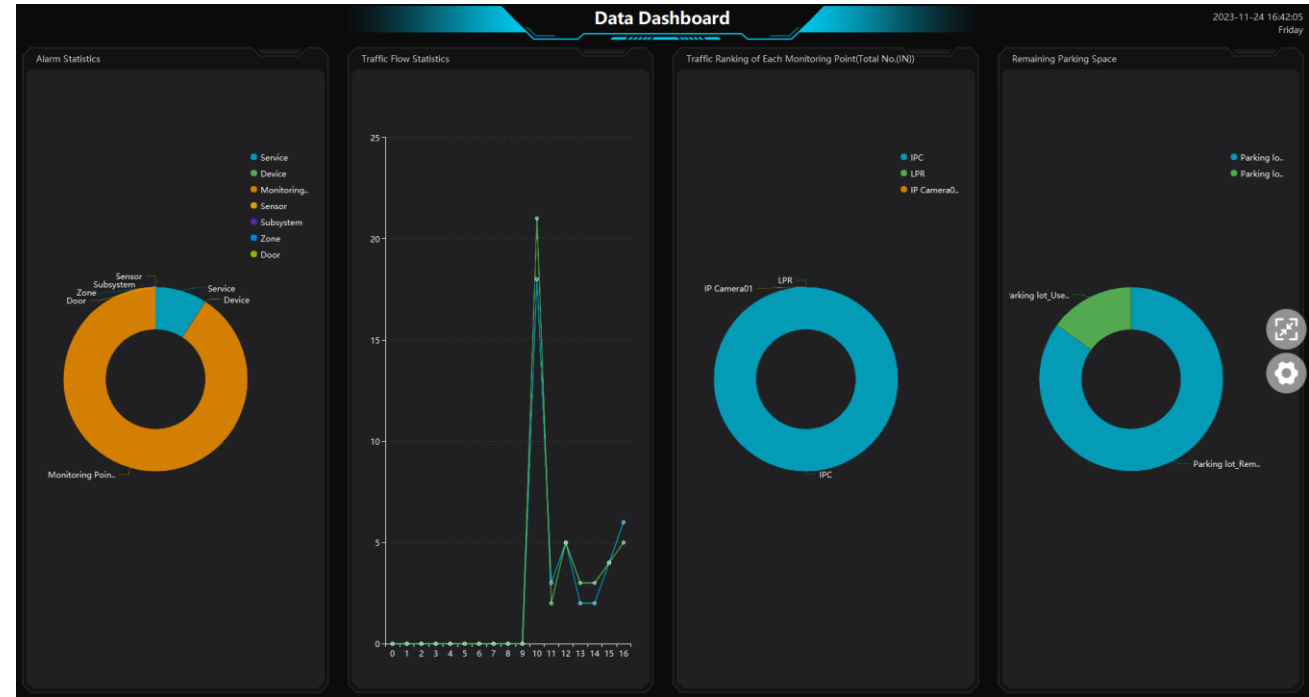 Data Dashboard
2023-11-24 16:42:05
Friday
Alarm Statistics
Service
Device
Monitoring..
Sensor
Subsystem
Zone
Door
Sensor
Subsystem
Zone
Door
Service
Device
Monitoring Poin..
Traffic Flow Statistics
25
20
15
10
5
0
0 1 2 3 4 5 6 7 8 9 10 11 12 13 14 15 16
Traffic Ranking of Each Monitoring Point(Total No.(IN))
IPC
LPR
IP Camera0..
LPR
IP Camera01
IPC
Remaining Parking Space
Parking lo..
Parking lo..
arking lot_Use..
Parking lot_Rem..